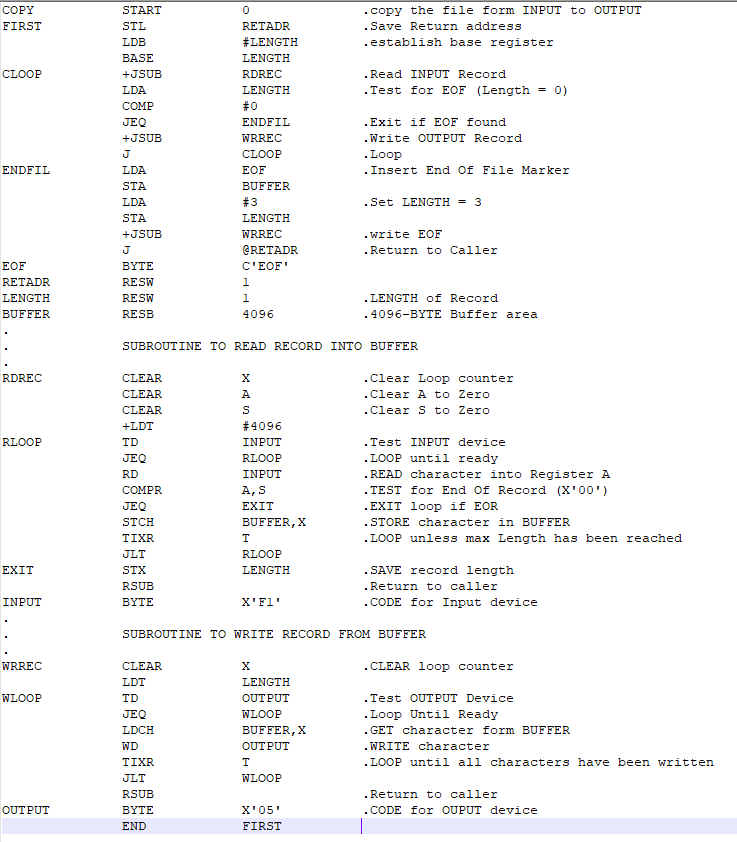 COPY START 0 .copy the file form INPUT to OUTPUT
FIRST STL RETADR .Save Return address
LDB #LENGTH .establish base register
BASE LENGTH
CLOOP +JSUB RDREC .Read INPUT Record
LDA LENGTH .Test for EOF (Length = 0)
COMP #0
JEQ ENDFIL .Exit if EOF found
+JSUB WRREC .Write OUTPUT Record
J CLOOP .Loop
ENDFIL LDA EOF .Insert End Of File Marker
STA BUFFER
LDA #3 .Set LENGTH = 3
STA LENGTH
+JSUB WRREC .write EOF
J @RETADR .Return to Caller
EOF BYTE C'EOF'
RETADR RESW 1
LENGTH RESW 1 .LENGTH of Record
BUFFER RESB 4096 .4096-BYTE Buffer area
.
. SUBROUTINE TO READ RECORD INTO BUFFER
.
RDREC CLEAR X .Clear Loop counter
CLEAR A .Clear A to Zero
CLEAR S .Clear S to Zero
+LDT #4096
RLOOP TD INPUT .Test INPUT device
JEQ RLOOP .LOOP until ready
RD INPUT .READ character into Register A
COMPR A,S .TEST for End Of Record (X'00')
JEQ EXIT .EXIT loop if EOR
STCH BUFFER,X .STORE character in BUFFER
TIXR T .LOOP unless max Length has been reached
JLT RLOOP
EXIT STX LENGTH .SAVE record length
RSUB .Return to caller
INPUT BYTE X'F1' .CODE for Input device
.
. SUBROUTINE TO WRITE RECORD FROM BUFFER
.
WRREC CLEAR X .CLEAR loop counter
LDT LENGTH
WLOOP TD OUTPUT .Test OUTPUT Device
JEQ WLOOP .Loop Until Ready
LDCH BUFFER,X .GET character form BUFFER
WD OUTPUT .WRITE character
TIXR T .LOOP until all characters have been written
JLT WLOOP
RSUB .Return to caller
OUTPUT BYTE X'05' .CODE for OUPUT device
END FIRST